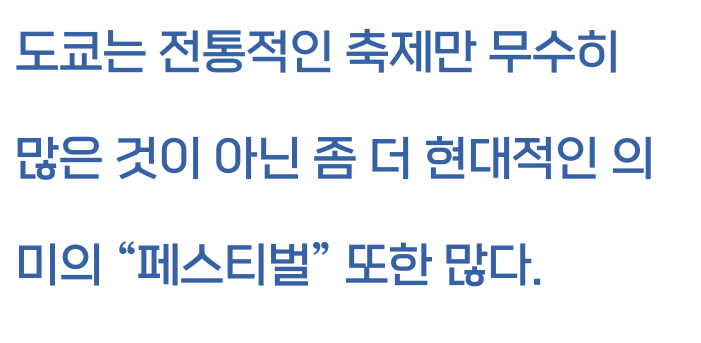 도쿄는 전통적인 축제만 무수히
많은 것이 아닌 좀 더 현대적인 의
미의 “페스티벌” 또한 많다.